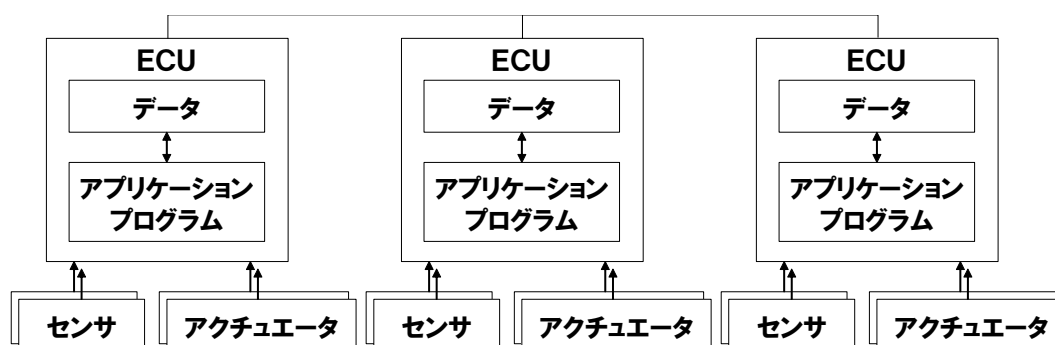 ECU
データ
アプリケーション
プログラム
センサ
アクチュエータ
ECU
データ
アプリケーション
プログラム
センサ
アクチュエータ
ECU
データ
アプリケーション
プログラム
センサ
アクチュエータ